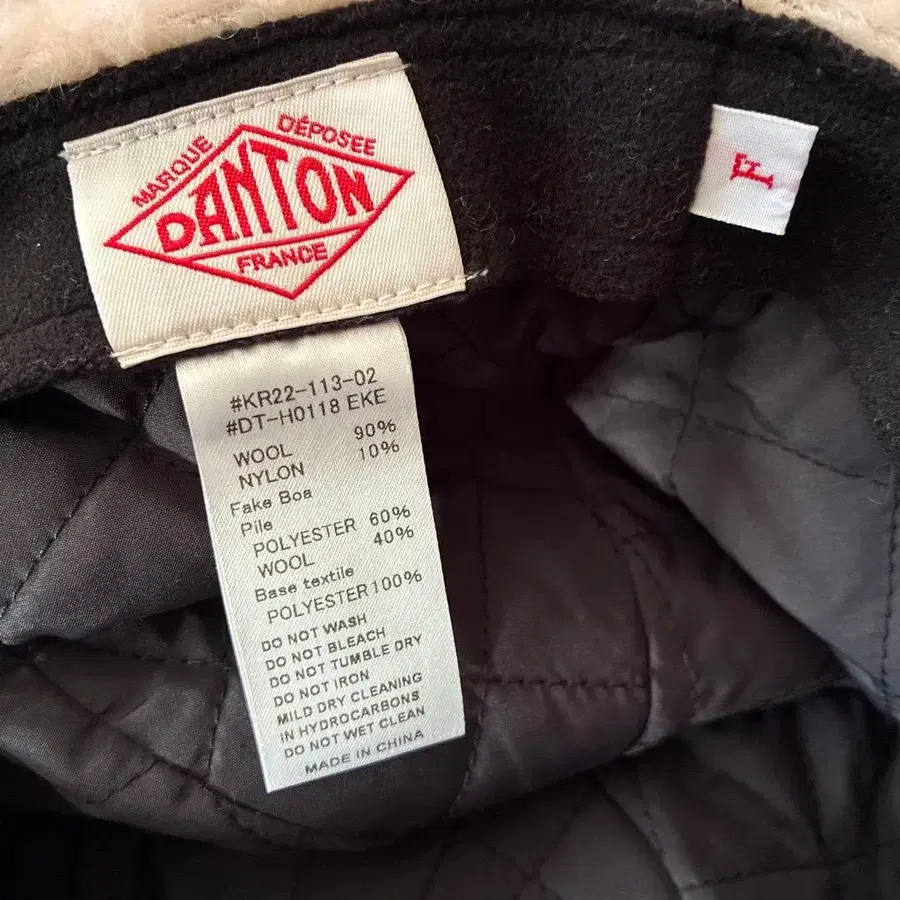 MARQUE DÉPOSEE
DANTON
FRANCE
F
#KR22-113-02
#DT-H0118 EKE
WOOL 90%
NYLON 10%
Fake Boa
Pile
POLYESTER 60%
WOOL 40%
Base textile
POLYESTER 100%
DO NOT WASH
DO NOT BLEACH
DO NOT TUMBLE DRY
DO NOT IRON
MILD DRY CLEANING
IN HYDROCARBONS
DO NOT WET CLEAN
MADE IN CHINA